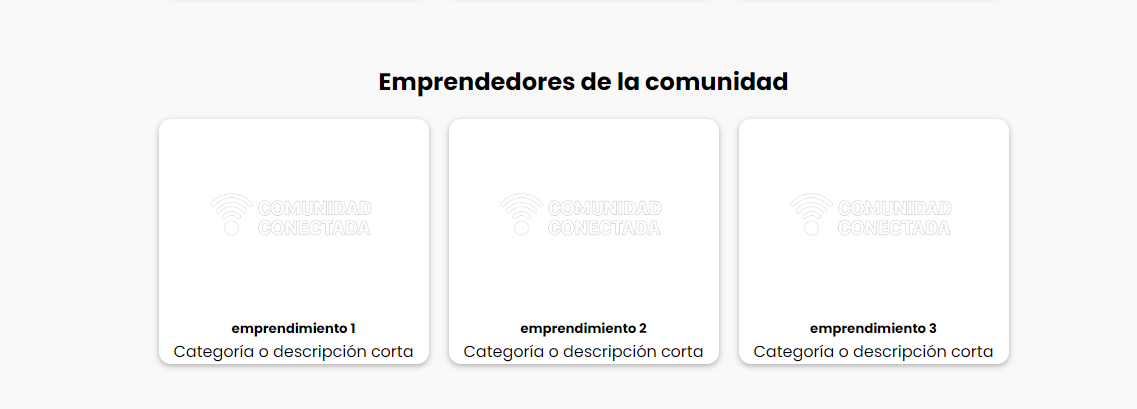 Emprendedores de la comunidad
COMUNIDAD
CONECTADA
COMUNIDAD
CONECTADA
COMUNIDAD
CONECTADA
emprendimiento 1
emprendimiento 2
emprendimiento 3
Categoría o descripción corta
Categoría o descripción corta
Categoría o descripción corta